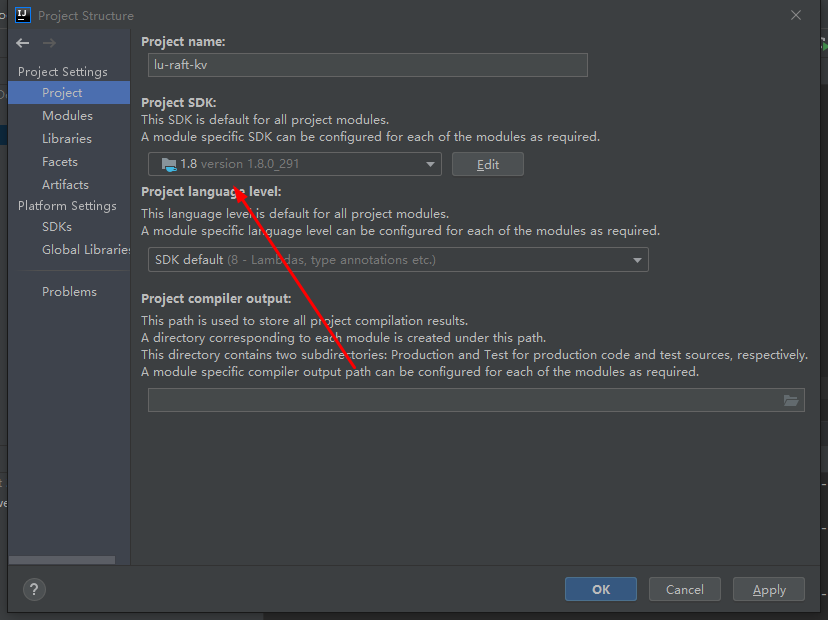 IJ Project Structure
Project Settings
Project
Modules
Libraries
Facets
Artifacts
Platform Settings
SDKs
Global Libraries
Problems
Project name:
lu-raft-kv
Project SDK:
This SDK is default for all project modules.
A module specific SDK can be configured for each of the modules as required.
1.8 version 1.8.0_291
Edit
Project language level:
This language level is default for all project modules.
A module specific language level can be configured for each of the modules as required.
SDK default (8 - Lambdas, type annotations etc.)
Project compiler output:
This path is used to store all project compilation results.
A directory corresponding to each module is created under this path.
This directory contains two subdirectories: Production and Test for production code and test sources, respectively.
A module specific compiler output path can be configured for each of the modules as required.
?
OK
Cancel
Apply